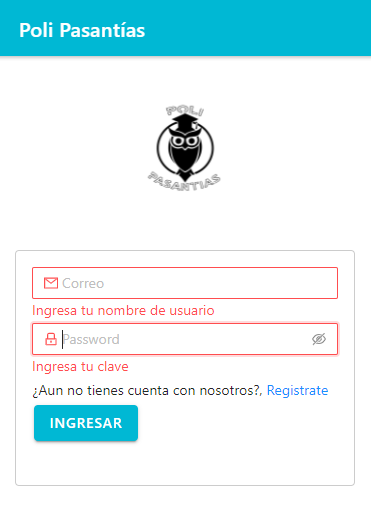 Poli Pasantías
POLI
PASANTIAS
Correo
Ingresa tu nombre de usuario
Password
Ingresa tu clave
¿Aun no tienes cuenta con nosotros?, Registrate
INGRESAR